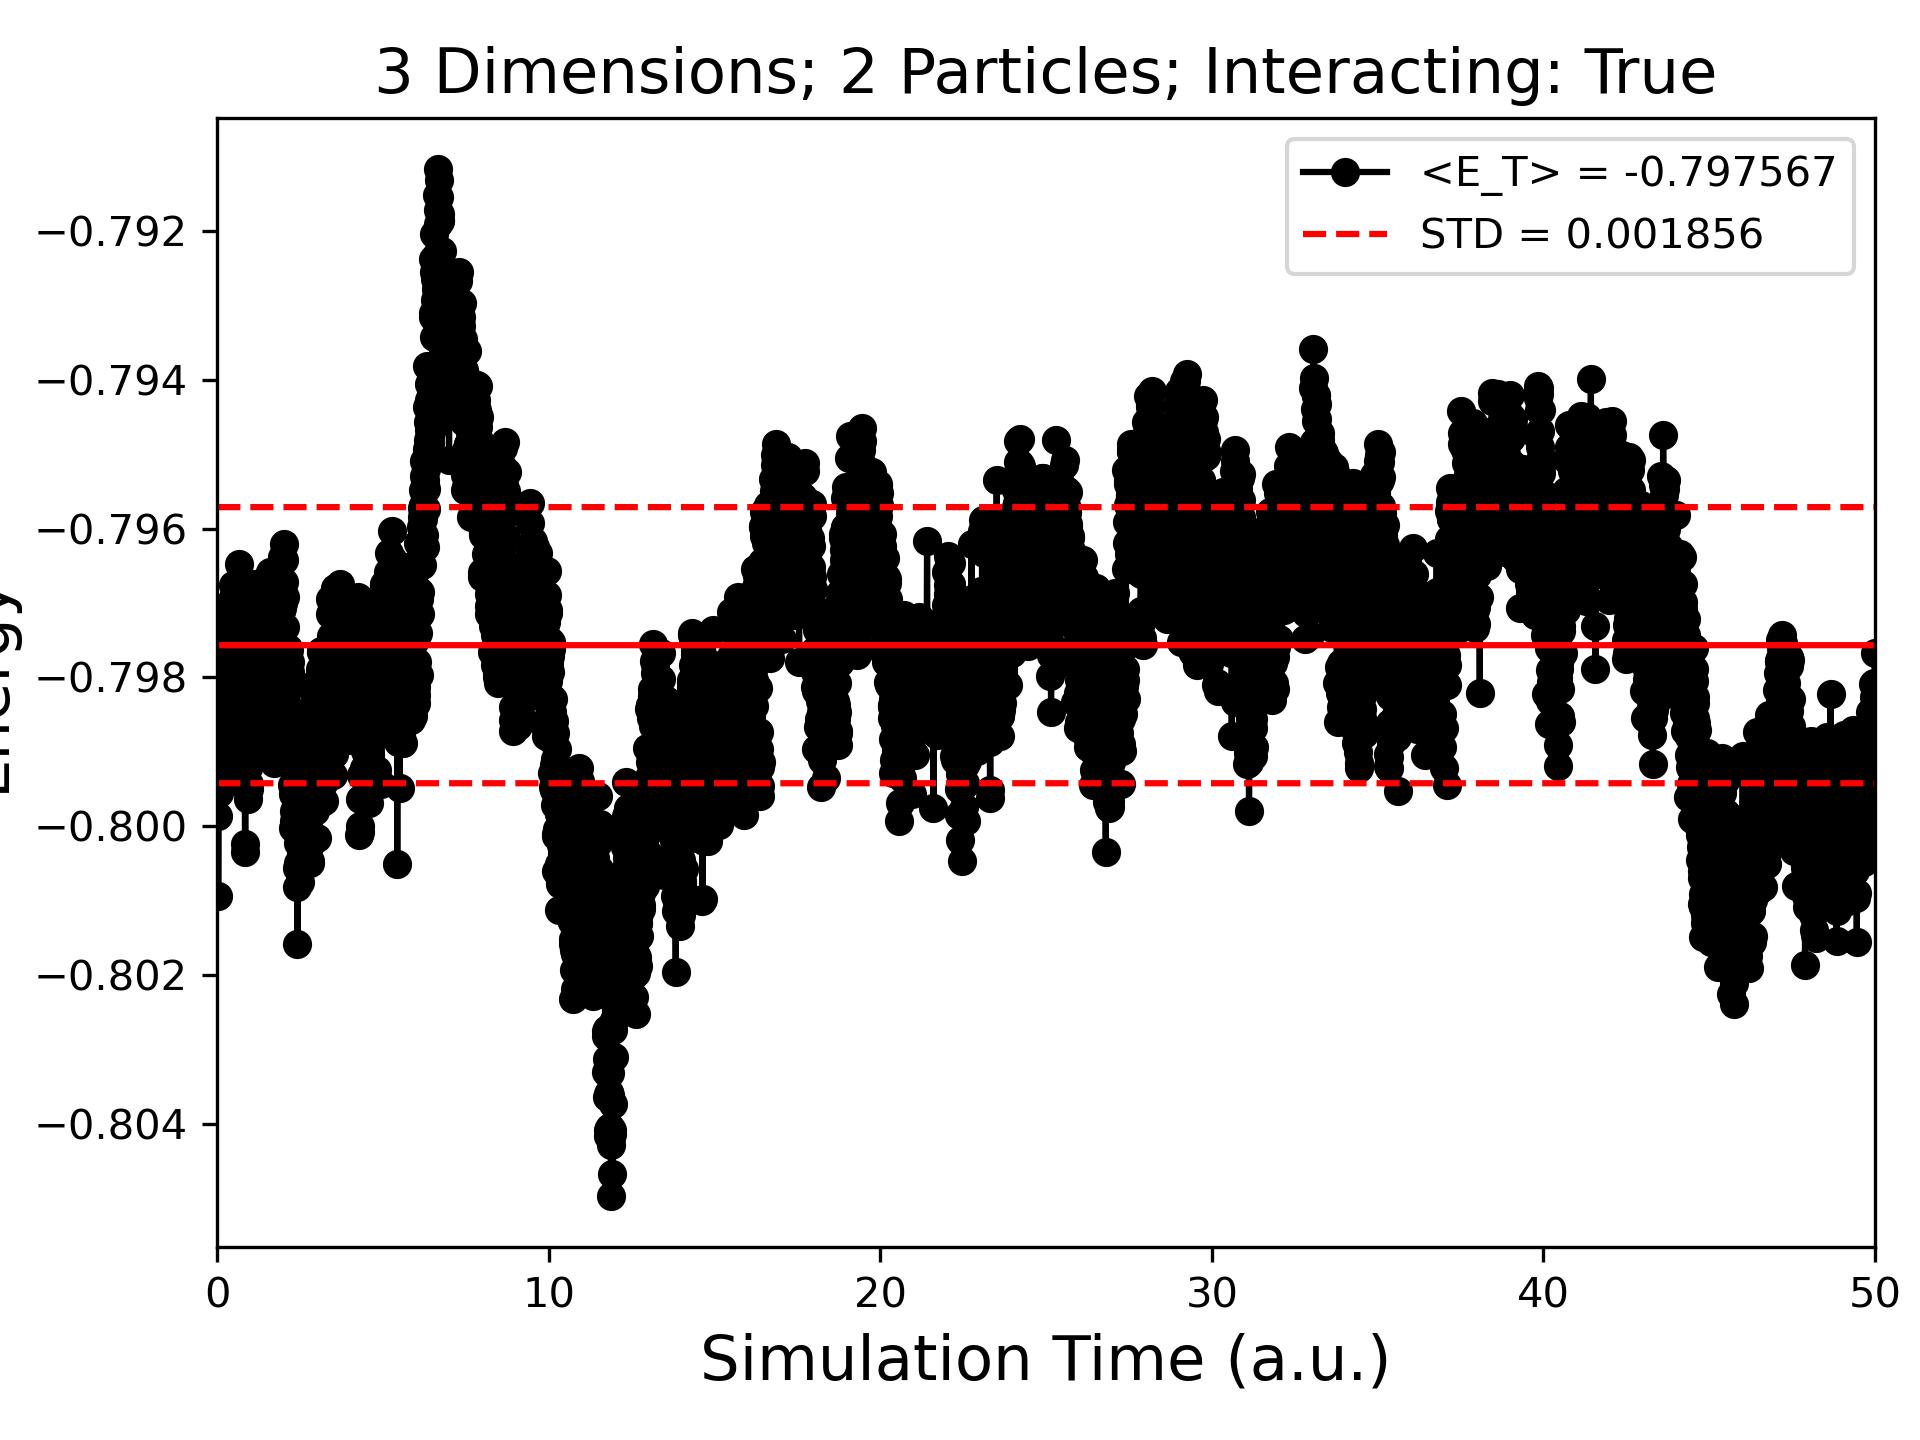 3 Dimensions; 2 Particles; Interacting: True
<E_T> = -0.797567
STD = 0.001856
−0.792
−0.794
−0.796
−0.798
−0.800
−0.802
−0.804
Energy
0 10 20 30 40 50
Simulation Time (a.u.)